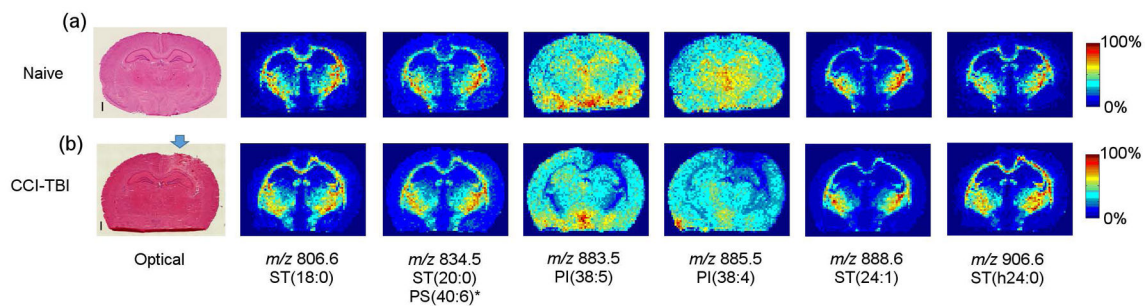 (a)
Naive
100%
0%
(b)
CCI-TBI
100%
0%
Optical
m/z 806.6
ST(18:0)
m/z 834.5
ST(20:0)
PS(40:6)*
m/z 883.5
PI(38:5)
m/z 885.5
PI(38:4)
m/z 888.6
ST(24:1)
m/z 906.6
ST(h24:0)